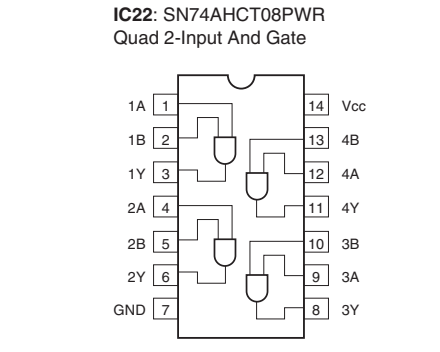 IC22: SN74AHCT08PWR
Quad 2-Input And Gate
1A 1 14 Vcc
1B 2 13 4B
1Y 3 12 4A
2A 4 11 4Y
2B 5 10 3B
2Y 6 9 3A
GND 7 8 3Y